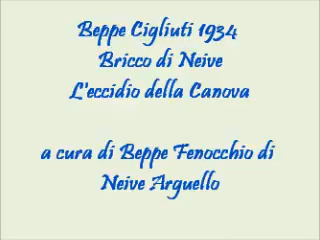 Beppe Cigliuti 1934
Bricco di Neive
L'eccidio della Canova
a cura di Beppe Fenocchio di
Neive Arguello